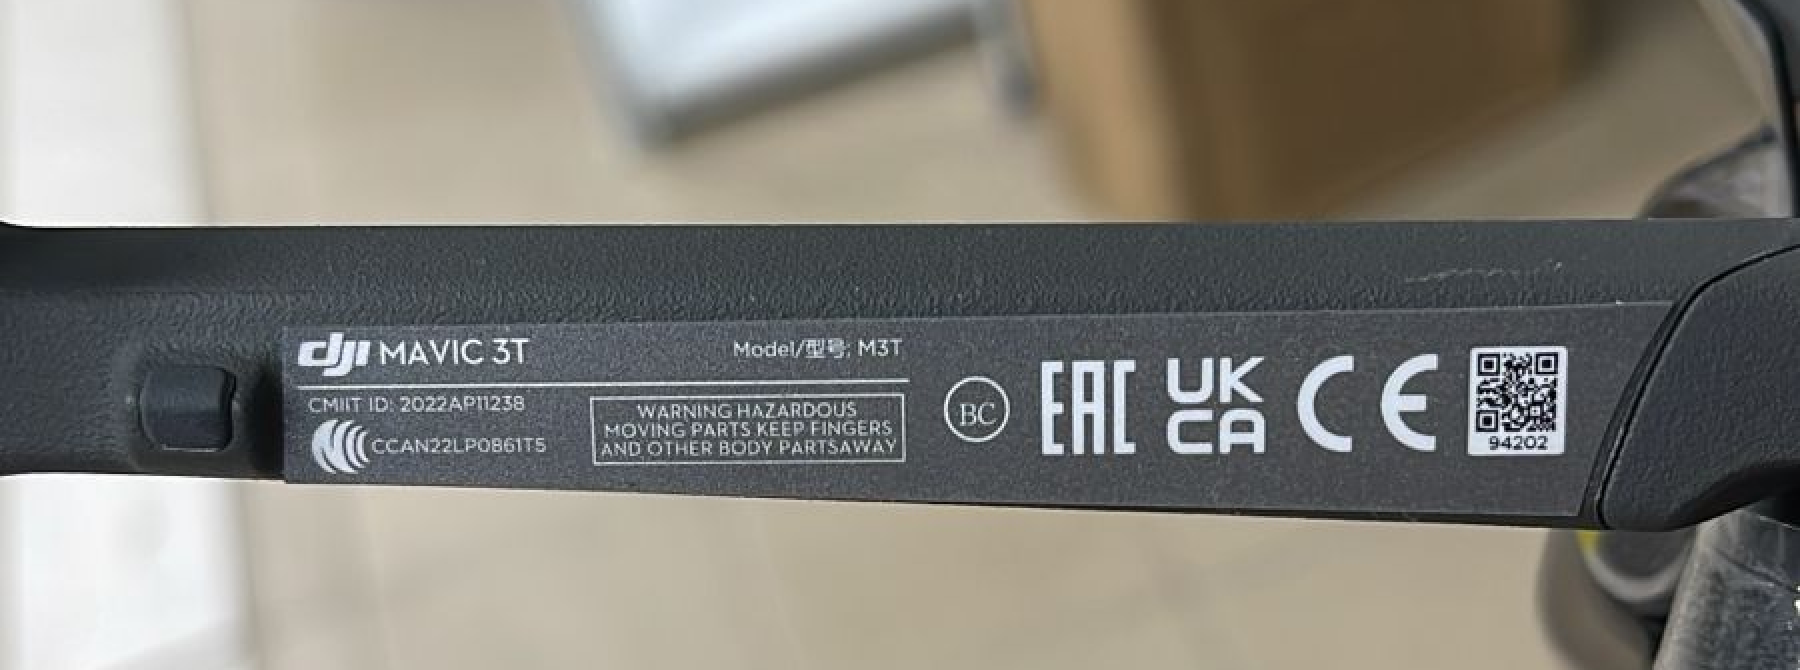 dji MAVIC 3T
Model/型号: M3T
CMIIT ID: 2022AP11238
CCAN22LP0861T5
WARNING HAZARDOUS
MOVING PARTS KEEP FINGERS
AND OTHER BODY PARTSAWAY
BC
EAC
UK
CA
CE
94202